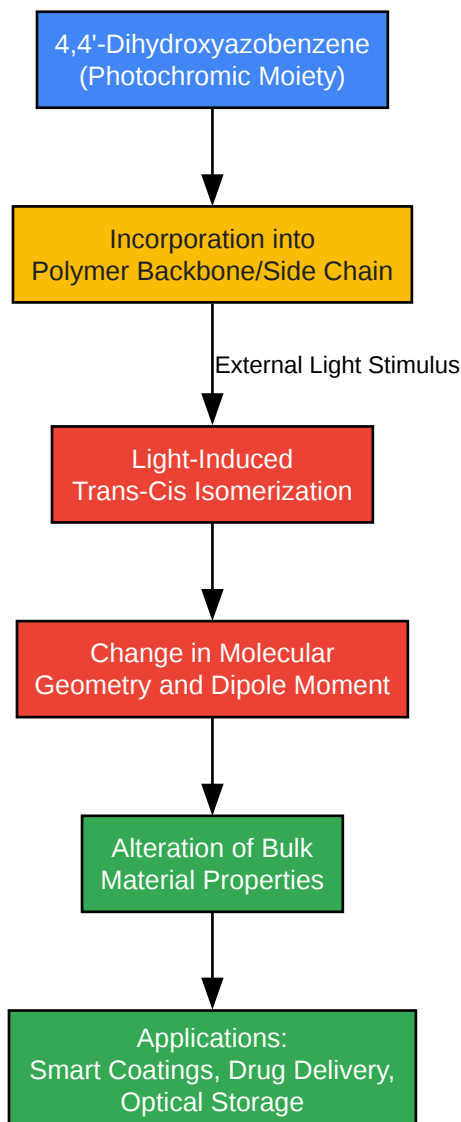 4,4'-Dihydroxyazobenzene
(Photochromic Moiety)
Incorporation into
Polymer Backbone/Side Chain
External Light Stimulus
Light-Induced
Trans-Cis Isomerization
Change in Molecular
Geometry and Dipole Moment
Alteration of Bulk
Material Properties
Applications:
Smart Coatings, Drug Delivery,
Optical Storage